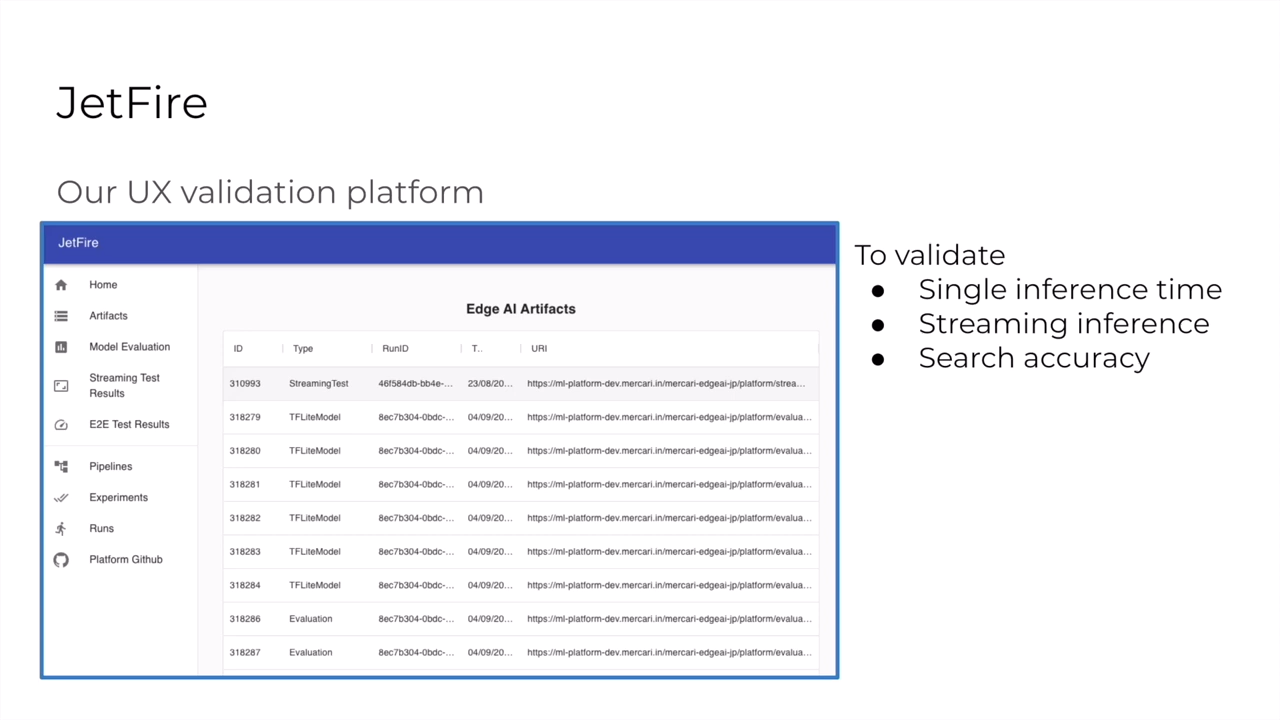 JetFire
Our UX validation platform
JetFire
Home
Artifacts
Model Evaluation
Streaming Test
Results
E2E Test Results
Pipelines
Experiments
Runs
Platform Github
Edge AI Artifacts
ID Type RunID T.. URI
310993 StreamingTest 46f584db-bb4e-... 23/08/20... https://ml-platform-dev.mercari.in/mercari-edgeai-jp/platform/strea...
318279 TFLiteModel 8ec7b304-0bdc-... 04/09/20... https://ml-platform-dev.mercari.in/mercari-edgeai-jp/platform/evalua...
318280 TFLiteModel 8ec7b304-0bdc-... 04/09/20... https://ml-platform-dev.mercari.in/mercari-edgeai-jp/platform/evalua...
318281 TFLiteModel 8ec7b304-0bdc-... 04/09/20... https://ml-platform-dev.mercari.in/mercari-edgeai-jp/platform/evalua...
318282 TFLiteModel 8ec7b304-0bdc-... 04/09/20... https://ml-platform-dev.mercari.in/mercari-edgeai-jp/platform/evalua...
318283 TFLiteModel 8ec7b304-0bdc-... 04/09/20... https://ml-platform-dev.mercari.in/mercari-edgeai-jp/platform/evalua...
318284 TFLiteModel 8ec7b304-0bdc-... 04/09/20... https://ml-platform-dev.mercari.in/mercari-edgeai-jp/platform/evalua...
318286 Evaluation 8ec7b304-0bdc-... 04/09/20... https://ml-platform-dev.mercari.in/mercari-edgeai-jp/platform/evalua...
318287 Evaluation 8ec7b304-0bdc-... 04/09/20... https://ml-platform-dev.mercari.in/mercari-edgeai-jp/platform/evalua...
To validate
● Single inference time
● Streaming inference
● Search accuracy